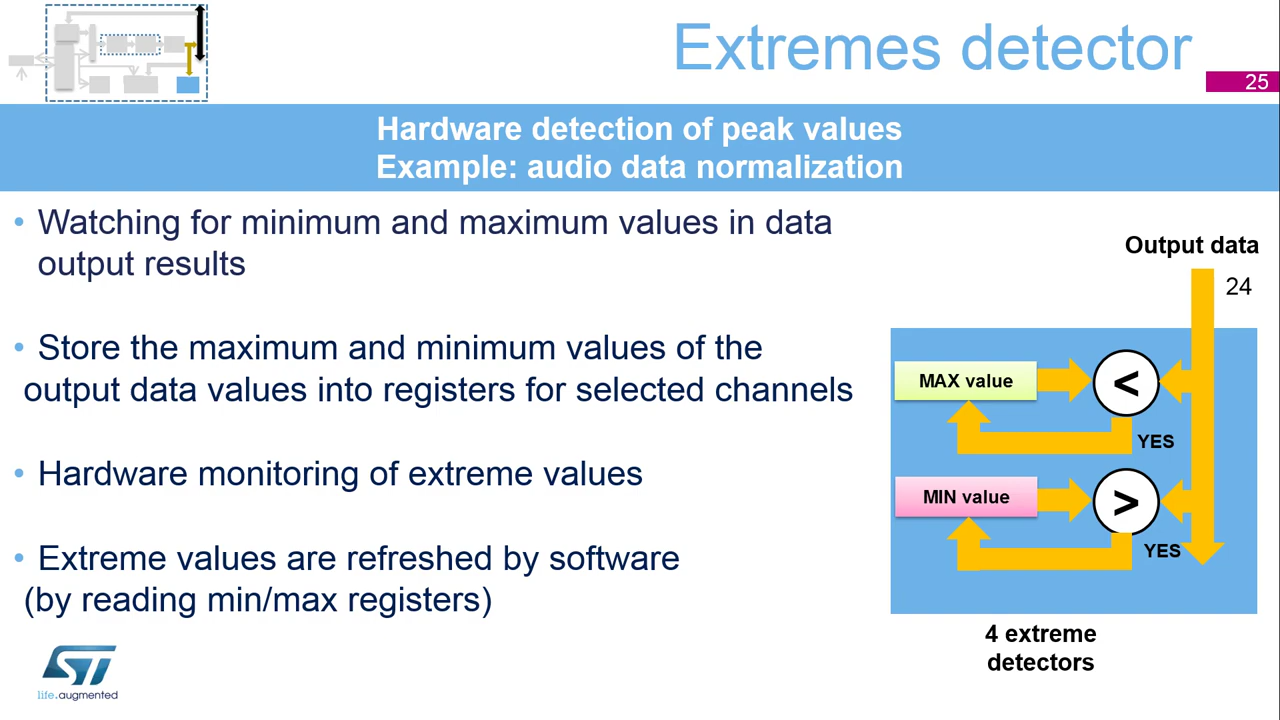 Extremes detector
25
Hardware detection of peak values
Example: audio data normalization
• Watching for minimum and maximum values in data
output results
• Store the maximum and minimum values of the
output data values into registers for selected channels
• Hardware monitoring of extreme values
• Extreme values are refreshed by software
(by reading min/max registers)
Output data
24
MAX value
<
YES
MIN value
>
YES
4 extreme
detectors
ST
life.augmented